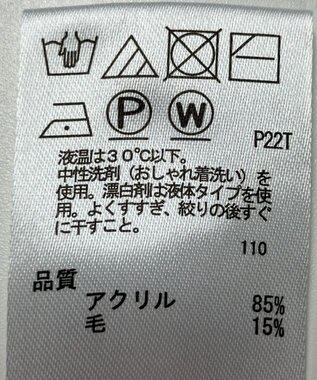 P
W
P22T
液温は30℃以下。
中性洗剤(おしゃれ着洗い)を
使用。漂白剤は液体タイプを使
用。よくすすぎ、絞りの後すぐ
に干すこと。
110
品質
アクリル 85%
毛 15%